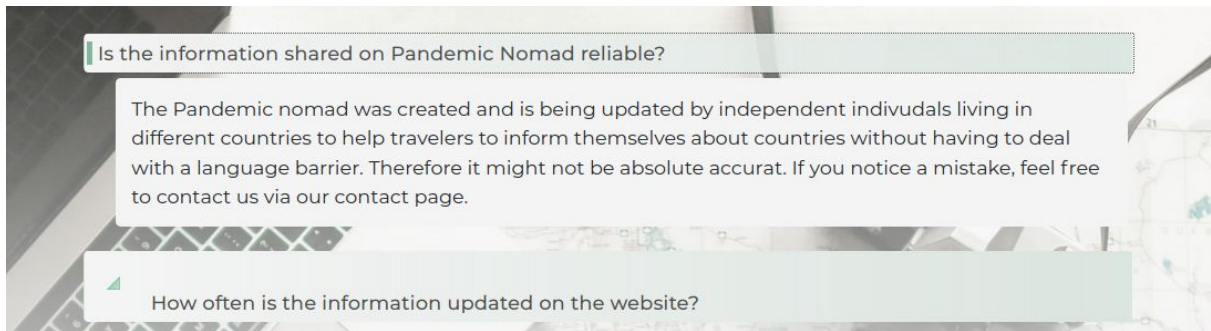 Is the information shared on Pandemic Nomad reliable?
The Pandemic nomad was created and is being updated by independent indivudals living in
different countries to help travelers to inform themselves about countries without having to deal
with a language barrier. Therefore it might not be absolute accurat. If you notice a mistake, feel free
to contact us via our contact page.
How often is the information updated on the website?